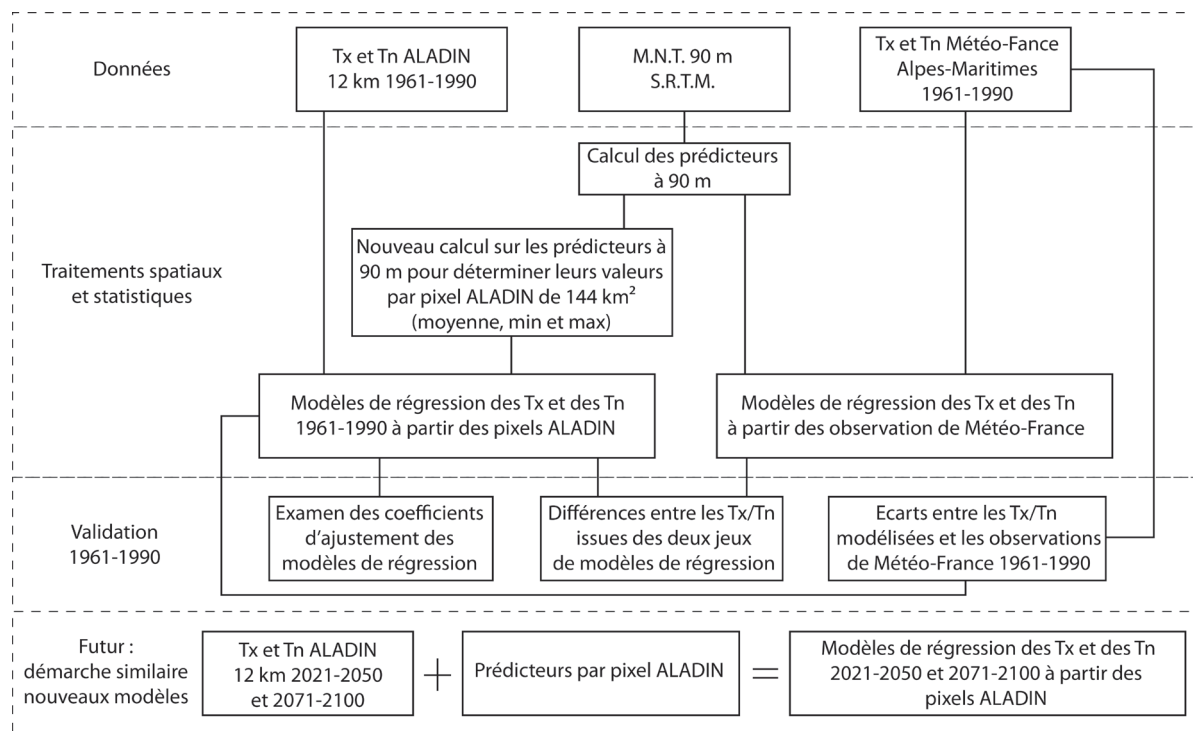 Données
Tx et Tn ALADIN
12 km 1961-1990
M.N.T. 90 m
S.R.T.M.
Tx et Tn Météo-Fance
Alpes-Maritimes
1961-1990
Traitements spatiaux
et statistiques
Calcul des prédicteurs
à 90 m
Nouveau calcul sur les prédicteurs à
90 m pour déterminer leurs valeurs
par pixel ALADIN de 144 km²
(moyenne, min et max)
Modèles de régression des Tx et des Tn
1961-1990 à partir des pixels ALADIN
Modèles de régression des Tx et des Tn
à partir des observation de Météo-France
Validation
1961-1990
Examen des coefficients
d’ajustement des
modèles de régression
Différences entre les Tx/Tn
issues des deux jeux
de modèles de régression
Ecarts entre les Tx/Tn
modélisées et les observations
de Météo-France 1961-1990
Futur :
démarche similaire
nouveaux modèles
Tx et Tn ALADIN
12 km 2021-2050
et 2071-2100
+
Prédicteurs par pixel ALADIN
=
Modèles de régression des Tx et des Tn
2021-2050 et 2071-2100 à partir des
pixels ALADIN